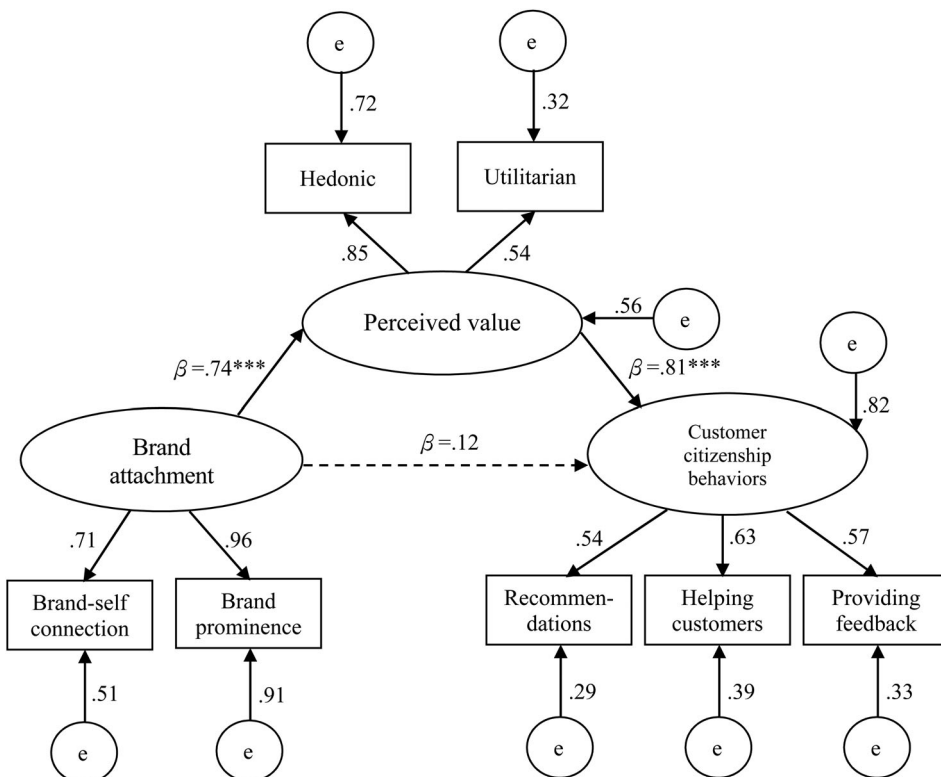 e
e
.72
.32
Hedonic
Utilitarian
.85
.54
Perceived value
.56
e
e
β=.74***
β=.81***
.82
Brand
attachment
β=.12
Customer
citizenship
behaviors
.71
.96
.54
.63
.57
Brand-self
connection
Brand
prominence
Recommen-
dations
Helping
customers
Providing
feedback
.51
.91
.29
.39
.33
e
e
e
e
e